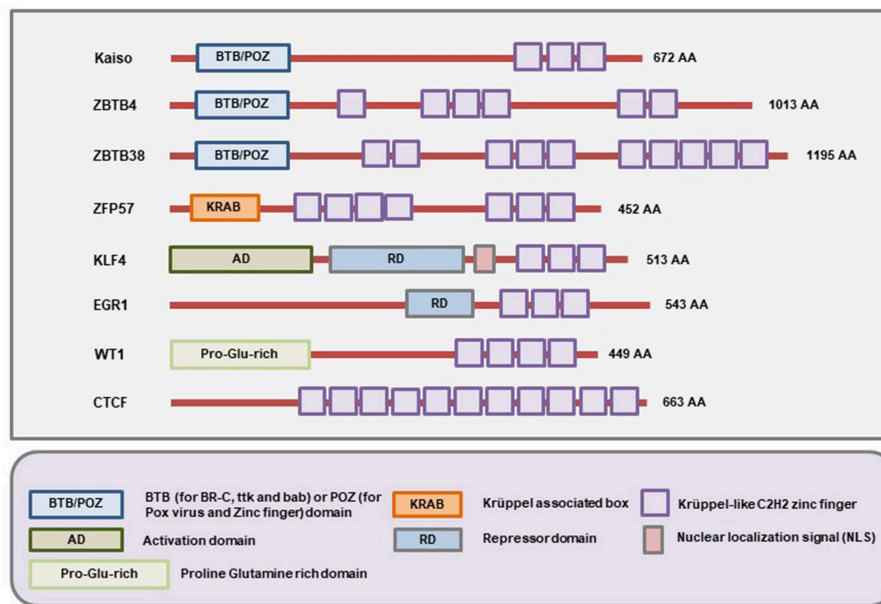 Kaiso BTB/POZ 672 AA
ZBTB4 BTB/POZ 1013 AA
ZBTB38 BTB/POZ 1195 AA
ZFP57 KRAB 452 AA
KLF4 AD RD 513 AA
EGR1 RD 543 AA
WT1 Pro-Glu-rich 449 AA
CTCF 663 AA
BTB/POZ BTB (for BR-C, ttk and bab) or POZ (for
Pox virus and Zinc finger) domain
KRAB Krüppel associated box
Krüppel-like C2H2 zinc finger
AD Activation domain
RD Repressor domain
Nuclear localization signal (NLS)
Pro-Glu-rich Proline Glutamine rich domain